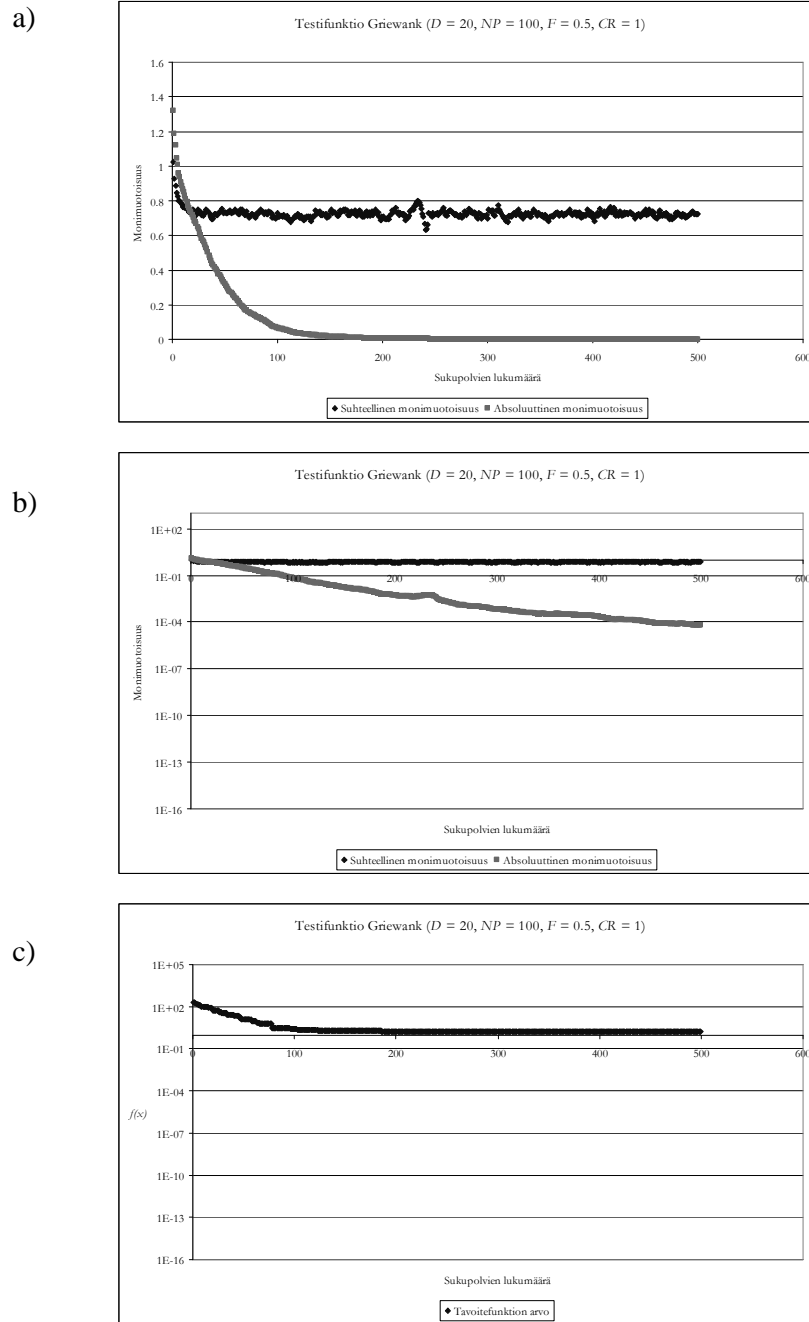 a)
Testifunktio Griewank (D = 20, NP = 100, F = 0.5, CR = 1)
1.6
1.4
1.2
1
0.8
0.6
0.4
0.2
0
Monimuotoisuus
0 100 200 300 400 500 600
Sukupolvien lukumäärä
Suhteellinen monimuotoisuus Absoluuttinen monimuotoisuus
b)
Testifunktio Griewank (D = 20, NP = 100, F = 0.5, CR = 1)
1E+02
1E-01
1E-04
1E-07
1E-10
1E-13
1E-16
Monimuotoisuus
0 100 200 300 400 500 600
Sukupolvien lukumäärä
Suhteellinen monimuotoisuus Absoluuttinen monimuotoisuus
c)
Testifunktio Griewank (D = 20, NP = 100, F = 0.5, CR = 1)
1E+05
1E+02
1E-01
1E-04
1E-07
1E-10
1E-13
1E-16
f(x)
0 100 200 300 400 500 600
Sukupolvien lukumäärä
Tavoitefunktion arvo